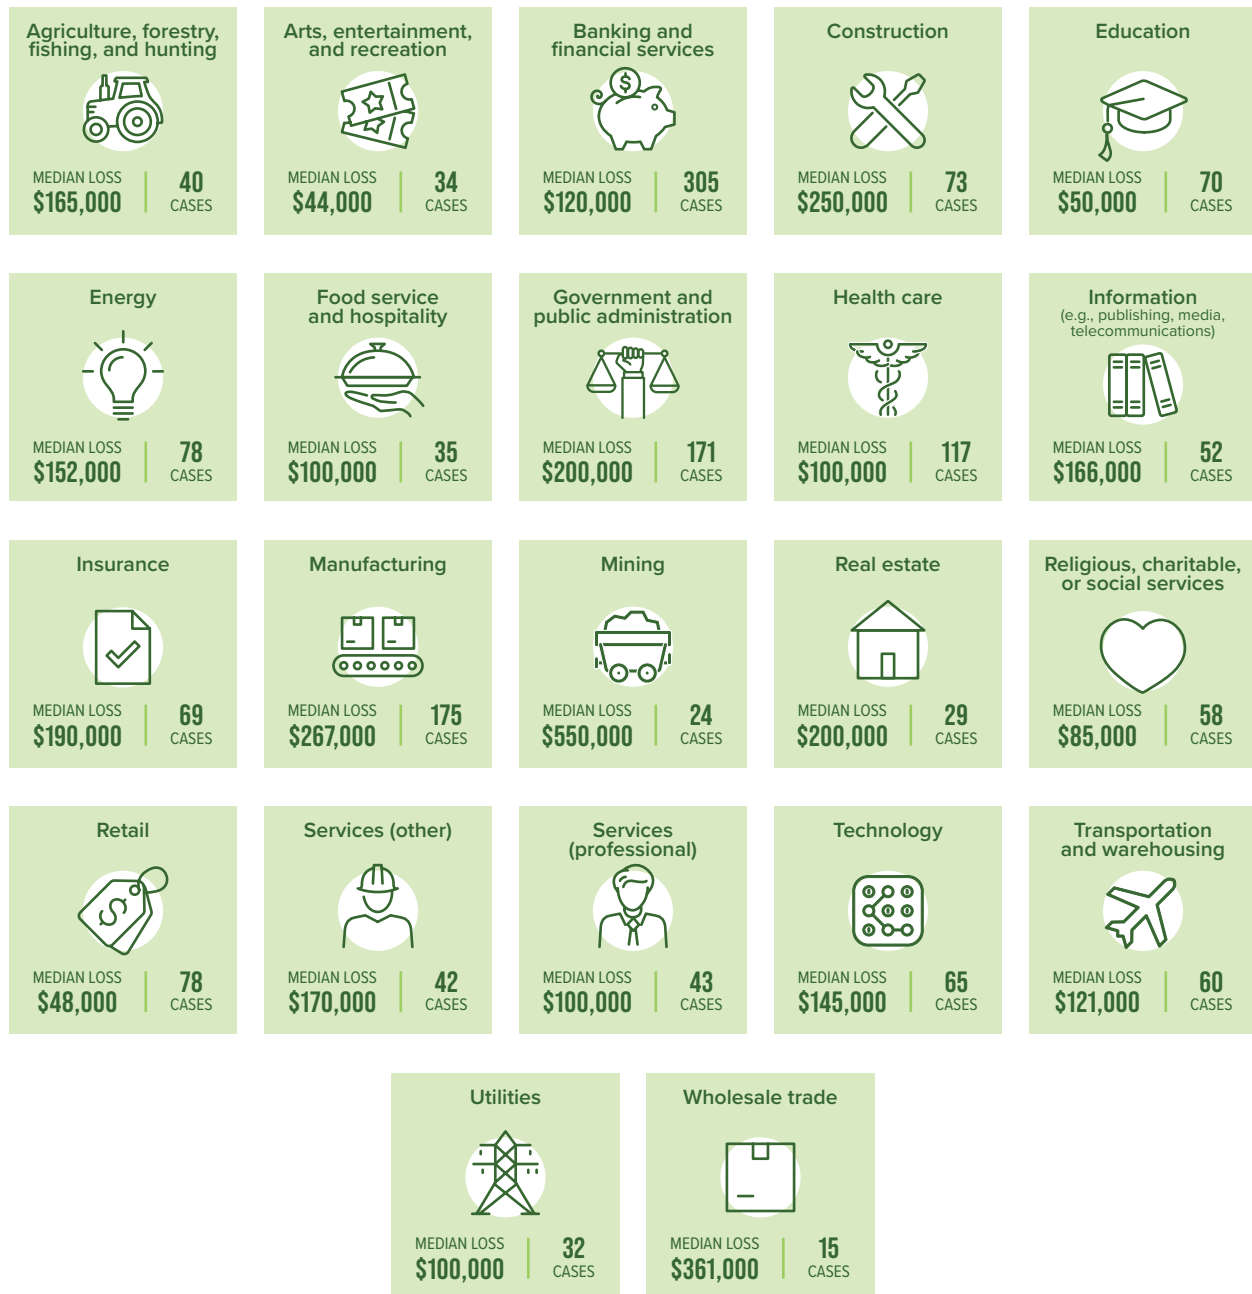 Agriculture, forestry,
fishing, and hunting
MEDIAN LOSS
$165,000
40
CASES
Arts, entertainment,
and recreation
MEDIAN LOSS
$44,000
34
CASES
Banking and
financial services
$
MEDIAN LOSS
$120,000
305
CASES
Construction
MEDIAN LOSS
$250,000
73
CASES
Education
MEDIAN LOSS
$50,000
70
CASES
Energy
MEDIAN LOSS
$152,000
78
CASES
Food service
and hospitality
MEDIAN LOSS
$100,000
35
CASES
Government and
public administration
MEDIAN LOSS
$200,000
171
CASES
Health care
MEDIAN LOSS
$100,000
117
CASES
Information
(e.g., publishing, media,
telecommunications)
MEDIAN LOSS
$166,000
52
CASES
Insurance
MEDIAN LOSS
$190,000
69
CASES
Manufacturing
MEDIAN LOSS
$267,000
175
CASES
Mining
MEDIAN LOSS
$550,000
24
CASES
Real estate
MEDIAN LOSS
$200,000
29
CASES
Religious, charitable,
or social services
MEDIAN LOSS
$85,000
58
CASES
Retail
$
MEDIAN LOSS
$48,000
78
CASES
Services (other)
MEDIAN LOSS
$170,000
42
CASES
Services
(professional)
MEDIAN LOSS
$100,000
43
CASES
Technology
MEDIAN LOSS
$145,000
65
CASES
Transportation
and warehousing
MEDIAN LOSS
$121,000
60
CASES
Utilities
MEDIAN LOSS
$100,000
32
CASES
Wholesale trade
MEDIAN LOSS
$361,000
15
CASES